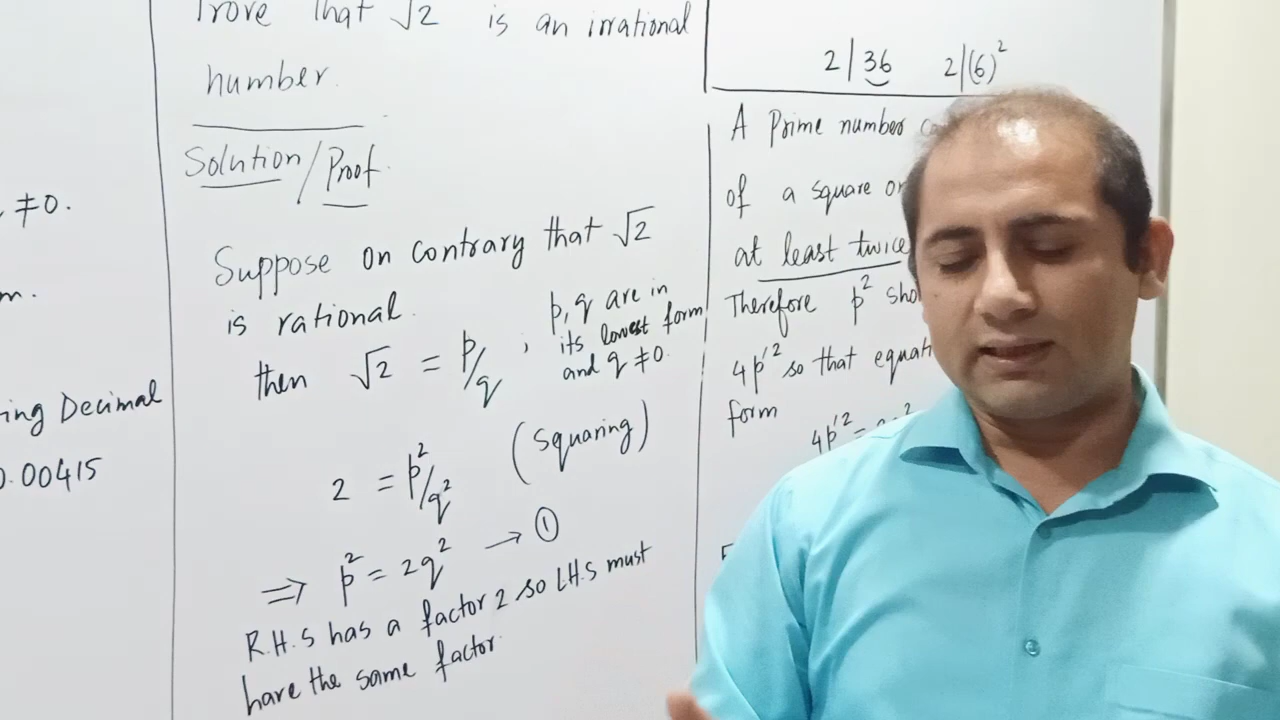 ≠0.
ing Decimal
0.00415
Prove that √2 is an irrational
number.
Solution/Proof
Suppose on contrary that √2
is rational.
then √2 = p/q ; p, q are in
its lowest form
and q ≠0.
2 = p²/q² (Squaring)
⇒ p² = 2q² → ①
R.H.S has a factor 2 so L.H.S must
have the same factor.
2|36 2|(6)²
A Prime number
of a square
at least twice
Therefore p²
4p'² so that
form
4p'² =